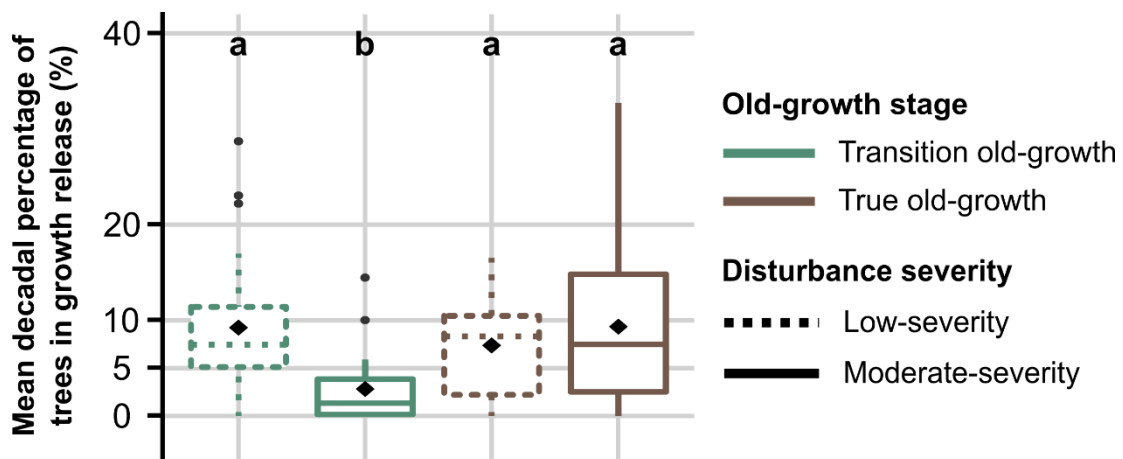 Mean decadal percentage of
trees in growth release (%)
40
20
10
5
0
a
b
a
a
Old-growth stage
Transition old-growth
True old-growth
Disturbance severity
Low-severity
Moderate-severity